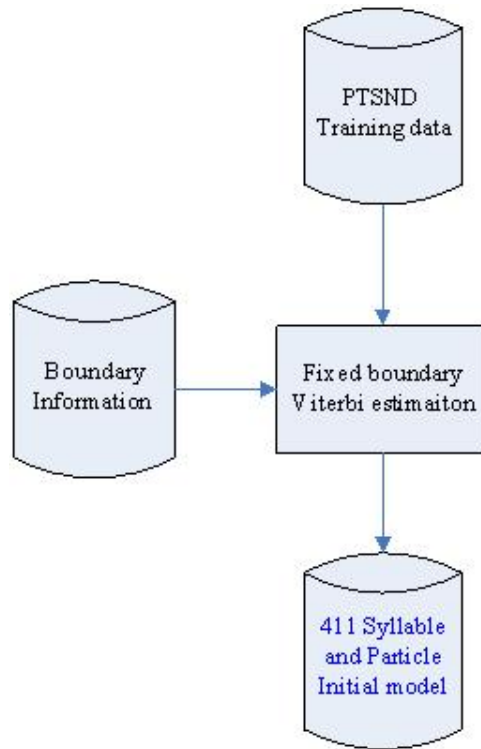 PTSND
Training data
Boundary
Information
Fixed boundary
Viterbi estimaiton
411 Syllable
and Particle
Initial model